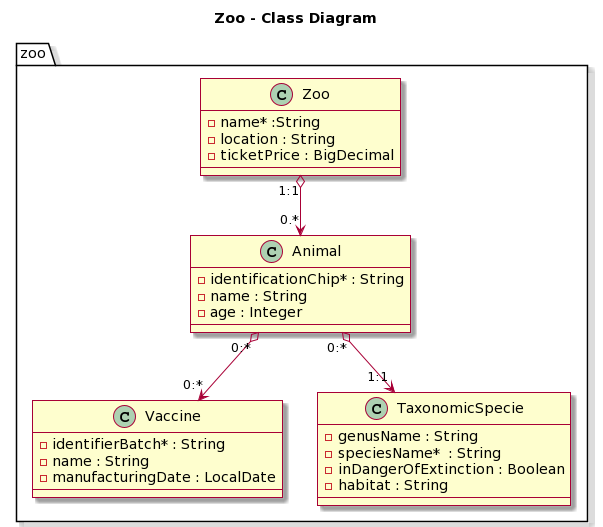 Zoo - Class Diagram
zoo
C Zoo
name* :String
location : String
ticketPrice : BigDecimal
1:1
0.*
C Animal
identificationChip* : String
name : String
age : Integer
0:*
0:*
0:*
1:1
C Vaccine
identifierBatch* : String
name : String
manufacturingDate : LocalDate
C TaxonomicSpecie
genusName : String
speciesName* : String
inDangerOfExtinction : Boolean
habitat : String